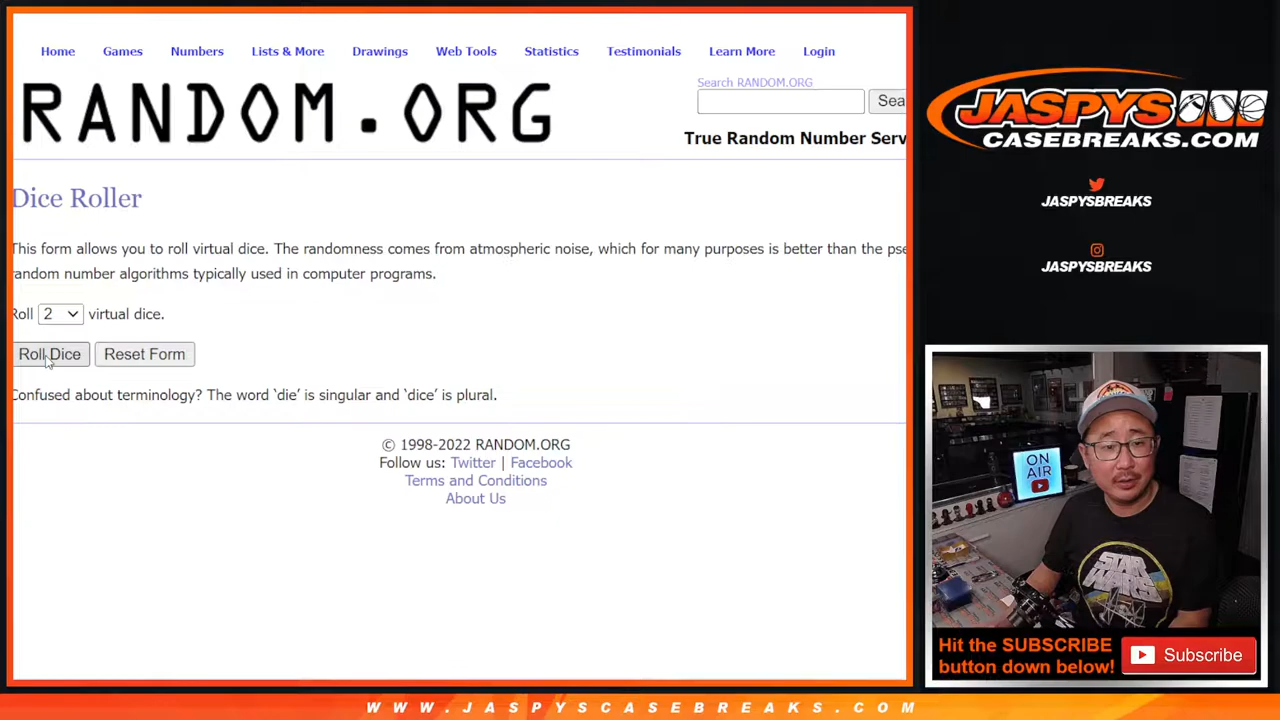 Home Games Numbers Lists & More Drawings Web Tools Statistics Testimonials Learn More Login
RANDOM.ORG
Search RANDOM.ORG
Sea
True Random Number Serv
Dice Roller
This form allows you to roll virtual dice. The randomness comes from atmospheric noise, which for many purposes is better than the pse
random number algorithms typically used in computer programs.
Roll 2 virtual dice.
Roll Dice Reset Form
Confused about terminology? The word ‘die’ is singular and ‘dice’ is plural.
© 1998-2022 RANDOM.ORG
Follow us: Twitter | Facebook
Terms and Conditions
About Us
JASPYS
CASEBREAKS.COM
JASPYSBREAKS
JASPYSBREAKS
ON
AIR
STAR
WARS
Hit the SUBSCRIBE
button down below!
Subscribe
WWW.JASPYSCASEBREAKS.COM